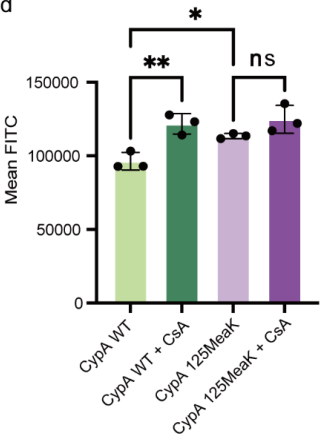 d
*
**
ns
150000
100000
50000
0
Mean FITC
CypA WT
CypA WT + CsA
CypA 125MeaK
CypA 125MeaK + CsA